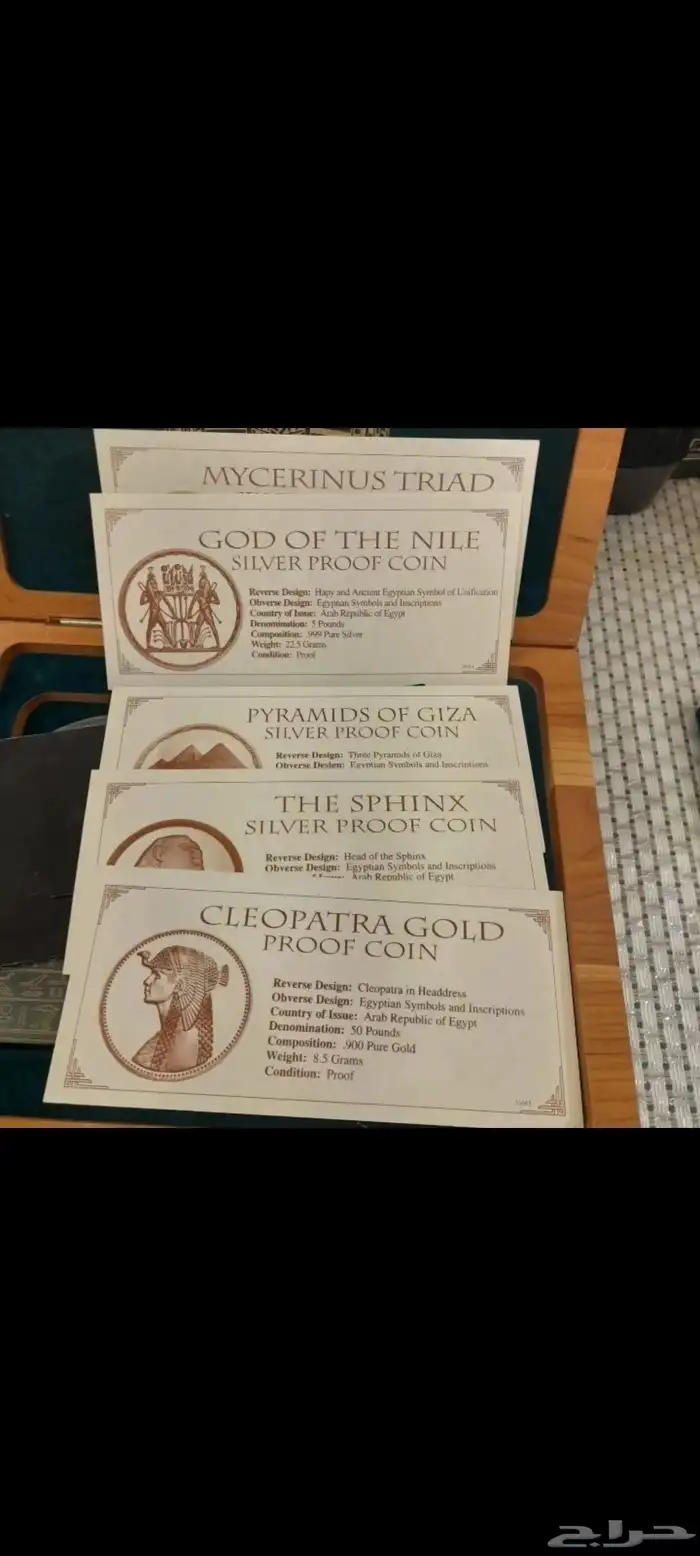 MYCERINUS TRIAD
GOD OF THE NILE
SILVER PROOF COIN
Reverse Design: Hapy and Ancient Egyptian Symbol of Unification
Obverse Design: Egyptian Symbols and Inscriptions
Country of Issue: Arab Republic of Egypt
Denomination: 5 Pounds
Composition: .999 Pure Silver
Weight: 22.5 Grams
Condition: Proof
PYRAMIDS OF GIZA
SILVER PROOF COIN
Reverse Design: Three Pyramids of Giza
Obverse Design: Egyptian Symbols and Inscriptions
THE SPHINX
SILVER PROOF COIN
Reverse Design: Head of the Sphinx
Obverse Design: Egyptian Symbols and Inscriptions
Arab Republic of Egypt
CLEOPATRA GOLD
PROOF COIN
Reverse Design: Cleopatra in Headdress
Obverse Design: Egyptian Symbols and Inscriptions
Country of Issue: Arab Republic of Egypt
Denomination: 50 Pounds
Composition: .900 Pure Gold
Weight: 8.5 Grams
Condition: Proof
حراج